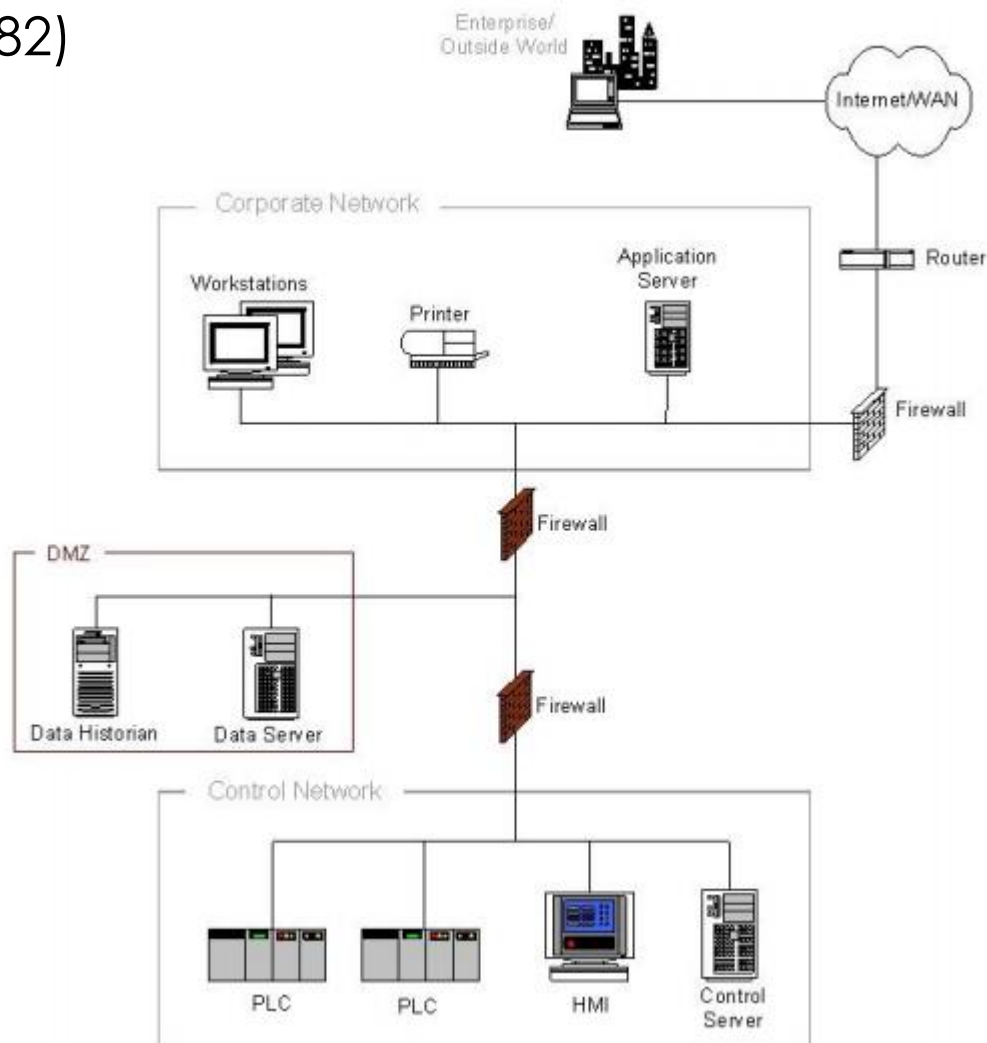 82)
Enterprise/
Outside World
Internet/WAN
Corporate Network
Router
Application
Server
Workstations
Printer
Firewall
Firewall
DMZ
Firewall
Data Historian
Data Server
Control Network
PLC
PLC
HMI
Control
Server